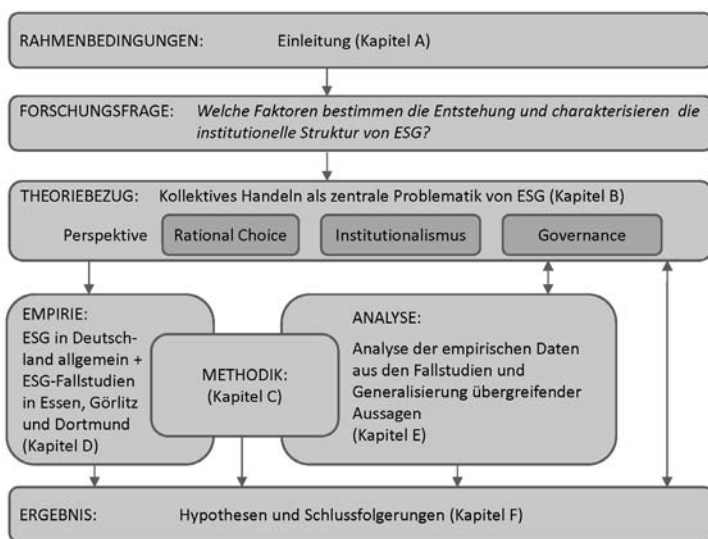 RAHMENBEDINGUNGEN: Einleitung (Kapitel A)
FORSCHUNGSFRAGE: Welche Faktoren bestimmen die Entstehung und charakterisieren die
institutionelle Struktur von ESG?
THEORIEBEZUG: Kollektives Handeln als zentrale Problematik von ESG (Kapitel B)
Perspektive Rational Choice Institutionalismus Governance
EMPIRIE:
ESG in Deutsch-
land allgemein +
ESG-Fallstudien
in Essen, Görlitz
und Dortmund
(Kapitel D)
METHODIK:
(Kapitel C)
ANALYSE:
Analyse der empirischen Daten
aus den Fallstudien und
Generalisierung übergreifender
Aussagen
(Kapitel E)
ERGEBNIS: Hypothesen und Schlussfolgerungen (Kapitel F)